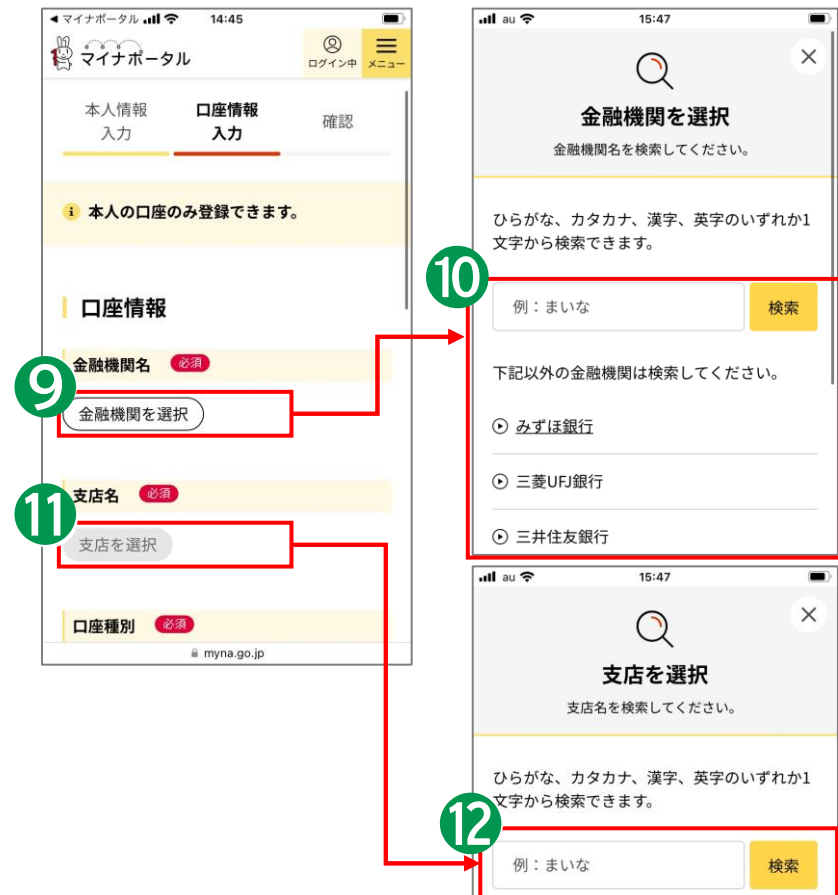 ◀ マイナポータル 14:45
マイナポータル
ログイン中 メニュー
本人情報
入力
口座情報
入力
確認
本人の口座のみ登録できます。
口座情報
金融機関名 必須
9
金融機関を選択
支店名 必須
11
支店を選択
口座種別 必須
myna.go.jp
au 15:47
金融機関を選択
金融機関名を検索してください。
ひらがな、カタカナ、漢字、英字のいずれか1
文字から検索できます。
10
例：まいな 検索
下記以外の金融機関は検索してください。
みずほ銀行
三菱UFJ銀行
三井住友銀行
au 15:47
支店を選択
支店名を検索してください。
ひらがな、カタカナ、漢字、英字のいずれか1
文字から検索できます。
12
例：まいな 検索